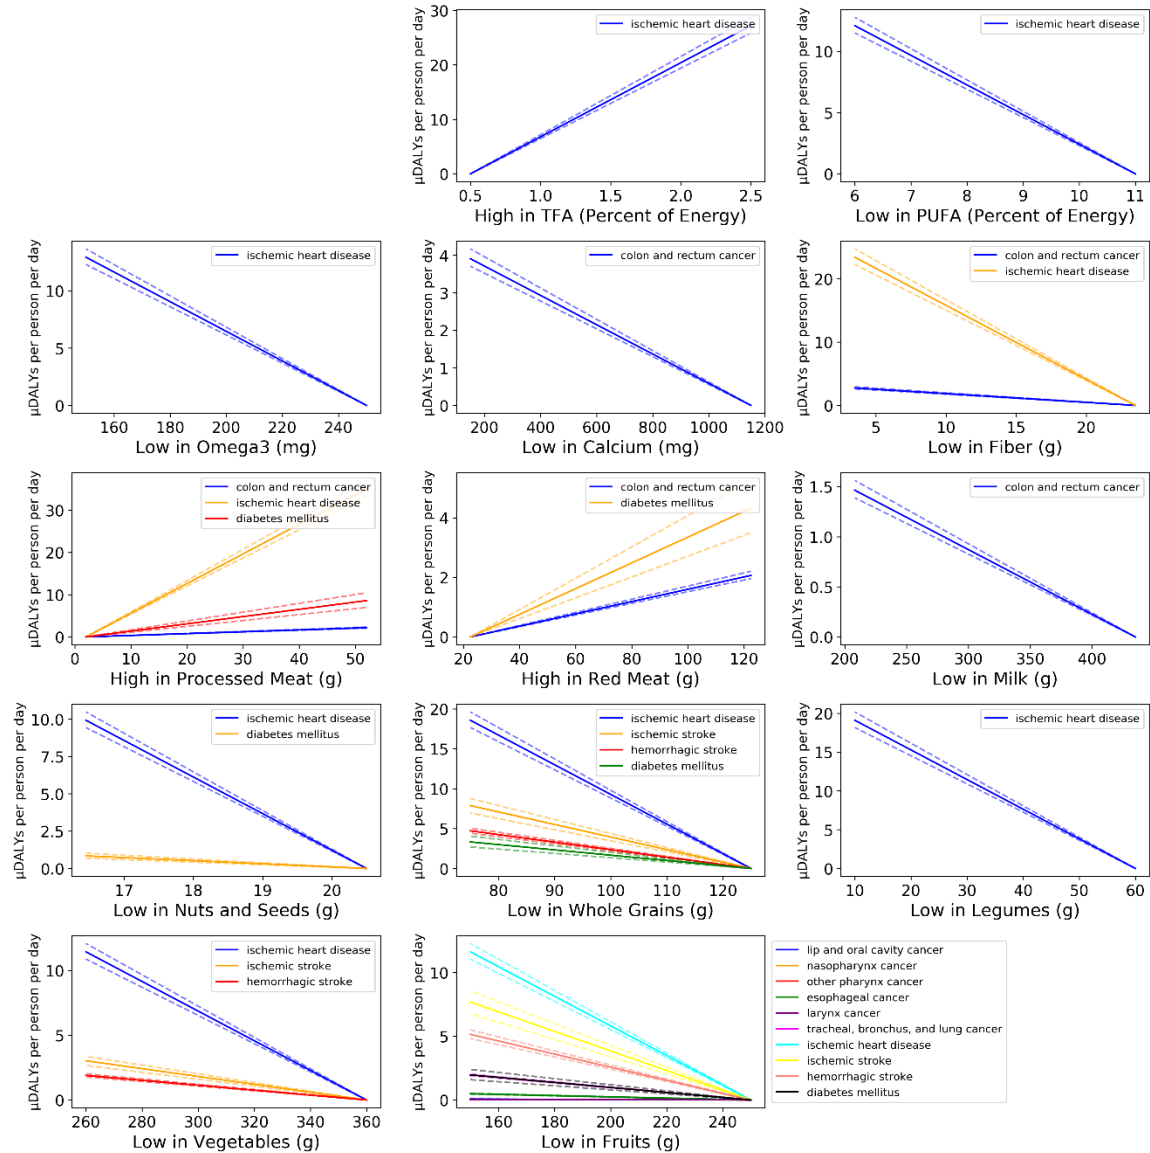 μDALYs per person per day
30
20
10
0
ischemic heart disease
0.5 1.0 1.5 2.0 2.5
High in TFA (Percent of Energy)
μDALYs per person per day
10
5
0
ischemic heart disease
6 7 8 9 10 11
Low in PUFA (Percent of Energy)
μDALYs per person per day
10
5
0
ischemic heart disease
160 180 200 220 240
Low in Omega3 (mg)
μDALYs per person per day
4
3
2
1
0
colon and rectum cancer
200 400 600 800 1000 1200
Low in Calcium (mg)
μDALYs per person per day
20
10
0
colon and rectum cancer
ischemic heart disease
5 10 15 20
Low in Fiber (g)
μDALYs per person per day
30
20
10
0
colon and rectum cancer
ischemic heart disease
diabetes mellitus
0 10 20 30 40 50
High in Processed Meat (g)
μDALYs per person per day
4
2
0
colon and rectum cancer
diabetes mellitus
20 40 60 80 100 120
High in Red Meat (g)
μDALYs per person per day
1.5
1.0
0.5
0.0
colon and rectum cancer
200 250 300 350 400
Low in Milk (g)
μDALYs per person per day
10.0
7.5
5.0
2.5
0.0
ischemic heart disease
diabetes mellitus
17 18 19 20
Low in Nuts and Seeds (g)
μDALYs per person per day
20
15
10
5
0
ischemic heart disease
ischemic stroke
hemorrhagic stroke
diabetes mellitus
80 90 100 110 120
Low in Whole Grains (g)
μDALYs per person per day
20
15
10
5
0
ischemic heart disease
10 20 30 40 50 60
Low in Legumes (g)
μDALYs per person per day
10
5
0
ischemic heart disease
ischemic stroke
hemorrhagic stroke
260 280 300 320 340 360
Low in Vegetables (g)
μDALYs per person per day
10
5
0
160 180 200 220 240
Low in Fruits (g)
lip and oral cavity cancer
nasopharynx cancer
other pharynx cancer
esophageal cancer
larynx cancer
tracheal, bronchus, and lung cancer
ischemic heart disease
ischemic stroke
hemorrhagic stroke
diabetes mellitus